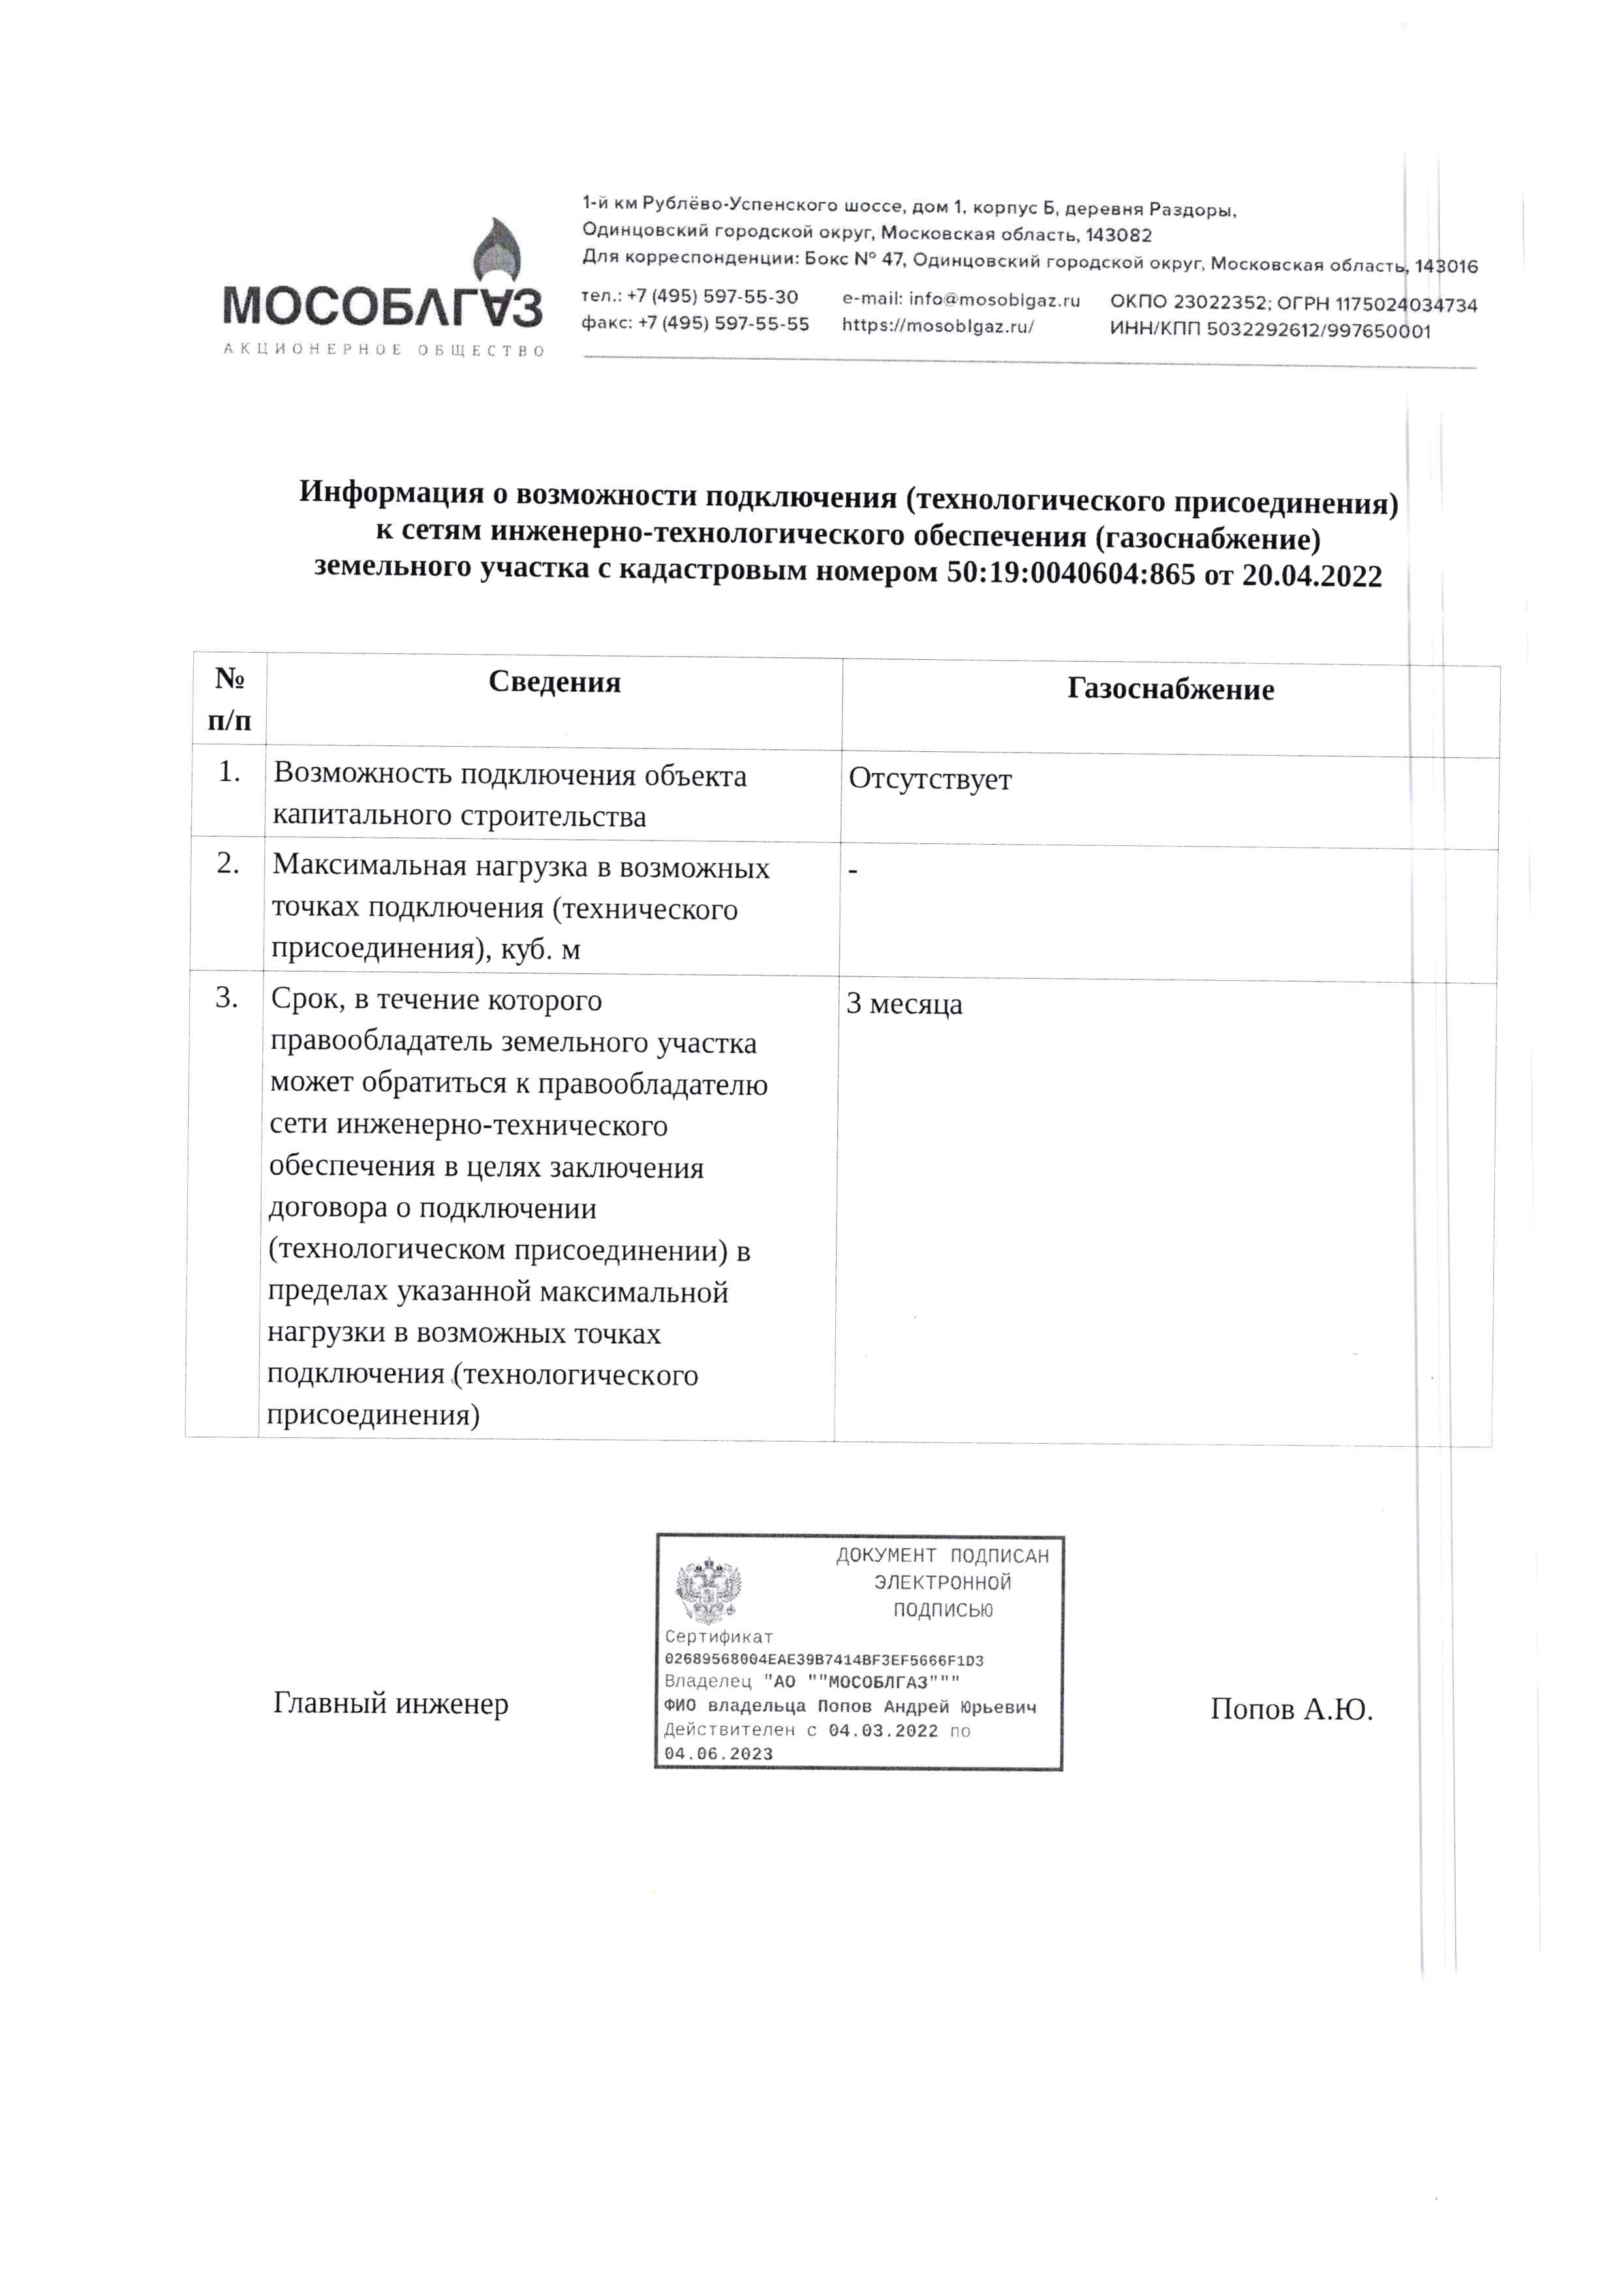 МОСОБЛГАЗ
АКЦИОНЕРНОЕ ОБЩЕСТВО
1-й км Рублёво-Успенского шоссе, дом 1, корпус Б, деревня Раздоры,
Одинцовский городской округ, Московская область, 143082
Для корреспонденции: Бокс № 47, Одинцовский городской округ, Московская область, 143016
тел.: +7 (495) 597-55-30 e-mail: info@mosoblgaz.ru ОКПО 23022352; ОГРН 1175024034734
факс: +7 (495) 597-55-55 https://mosoblgaz.ru/ ИНН/КПП 5032292612/997650001
Информация о возможности подключения (технологического присоединения)
к сетям инженерно-технологического обеспечения (газоснабжение)
земельного участка с кадастровым номером 50:19:0040604:865 от 20.04.2022
№ Сведения Газоснабжение
п/п
1. Возможность подключения объекта Отсутствует
капитального строительства
2. Максимальная нагрузка в возможных -
точках подключения (технического
присоединения), куб. м
3. Срок, в течение которого 3 месяца
правообладатель земельного участка
может обратиться к правообладателю
сети инженерно-технического
обеспечения в целях заключения
договора о подключении
(технологическом присоединении) в
пределах указанной максимальной
нагрузки в возможных точках
подключения (технологического
присоединения)
ДОКУМЕНТ ПОДПИСАН
ЭЛЕКТРОННОЙ
ПОДПИСЬЮ
Сертификат
02689568004EAE39B7414BF3EF5666F1D3
Владелец "АО ""МОСОБЛГАЗ"""
ФИО владельца Попов Андрей Юрьевич
Действителен с 04.03.2022 по
04.06.2023
Главный инженер Попов А.Ю.